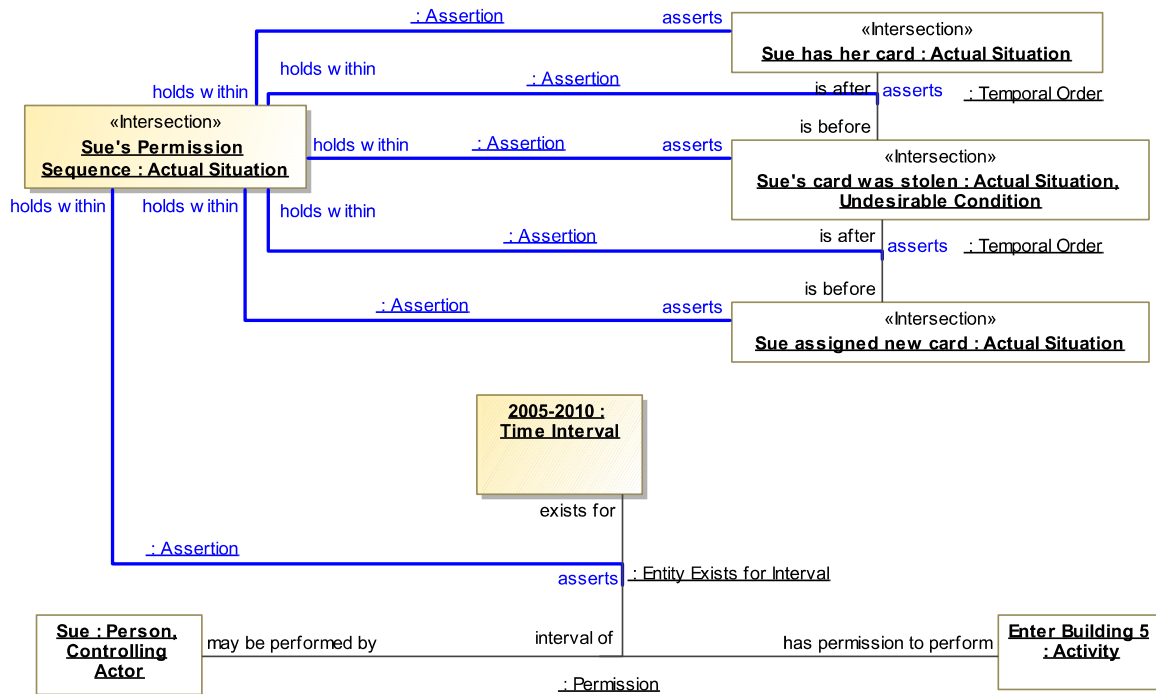 : Assertion
asserts
«Intersection»
Sue has her card : Actual Situation
holds within
holds within
: Assertion
is after
asserts
: Temporal Order
«Intersection»
Sue's Permission
Sequence : Actual Situation
holds within
: Assertion
asserts
is before
«Intersection»
Sue's card was stolen : Actual Situation,
Undesirable Condition
holds within
holds within
holds within
: Assertion
is after
asserts
: Temporal Order
is before
: Assertion
asserts
«Intersection»
Sue assigned new card : Actual Situation
2005-2010 :
Time Interval
exists for
: Assertion
asserts
: Entity Exists for Interval
Sue : Person,
Controlling
Actor
may be performed by
interval of
has permission to perform
Enter Building 5
: Activity
: Permission